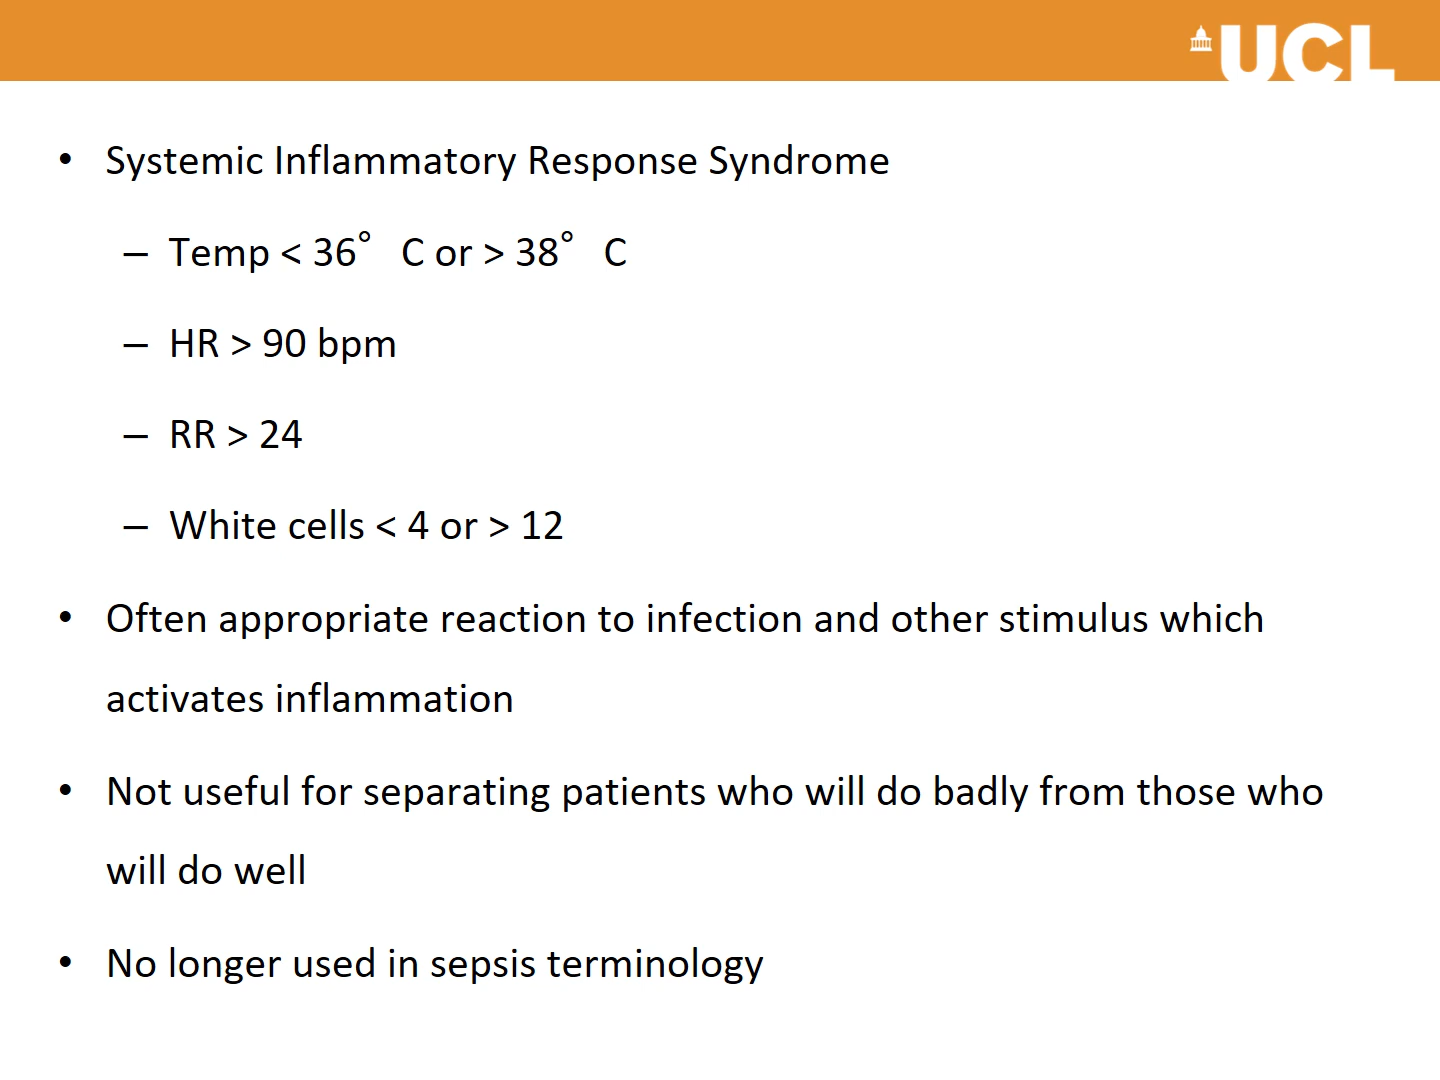 UCL
• Systemic Inflammatory Response Syndrome
– Temp < 36° C or > 38° C
– HR > 90 bpm
– RR > 24
– White cells < 4 or > 12
• Often appropriate reaction to infection and other stimulus which
activates inflammation
• Not useful for separating patients who will do badly from those who
will do well
• No longer used in sepsis terminology